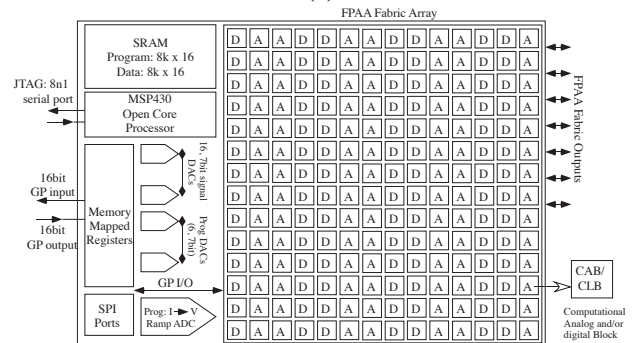 FPAA Fabric Array
SRAM
Program: 8k x 16
Data: 8k x 16
JTAG: 8n1
serial port
MSP430
Open Core
Processor
16, 7bit signal
DACs
16bit
GP input
Memory
Mapped
Registers
Prog DACs
(6, 7bit)
16bit
GP output
GP I/O
SPI
Ports
Prog: I V
Ramp ADC
D A A D D A A D D A A D D A
D A A D D A A D D A A D D A
D A A D D A A D D A A D D A
D A A D D A A D D A A D D A
D A A D D A A D D A A D D A
D A A D D A A D D A A D D A
D A A D D A A D D A A D D A
D A A D D A A D D A A D D A
D A A D D A A D D A A D D A
D A A D D A A D D A A D D A
D A A D D A A D D A A D D A
D A A D D A A D D A A D D A
D A A D D A A D D A A D D A
D A A D D A A D D A A D D A
FPAA Fabric Outputs
CAB/
CLB
Computational
Analog and/or
digital Block